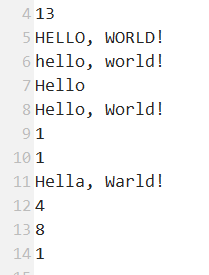 4 13
5 HELLO, WORLD!
6 hello, world!
7 Hello
8 Hello, World!
9 1
10 1
11 Hella, Warld!
12 4
13 8
14 1